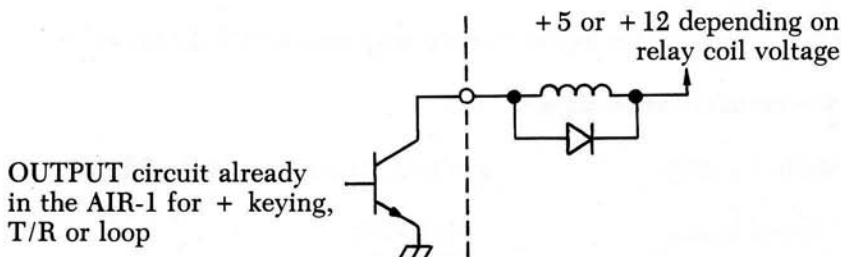 +5 or +12 depending on
relay coil voltage
OUTPUT circuit already
in the AIR-1 for + keying,
T/R or loop